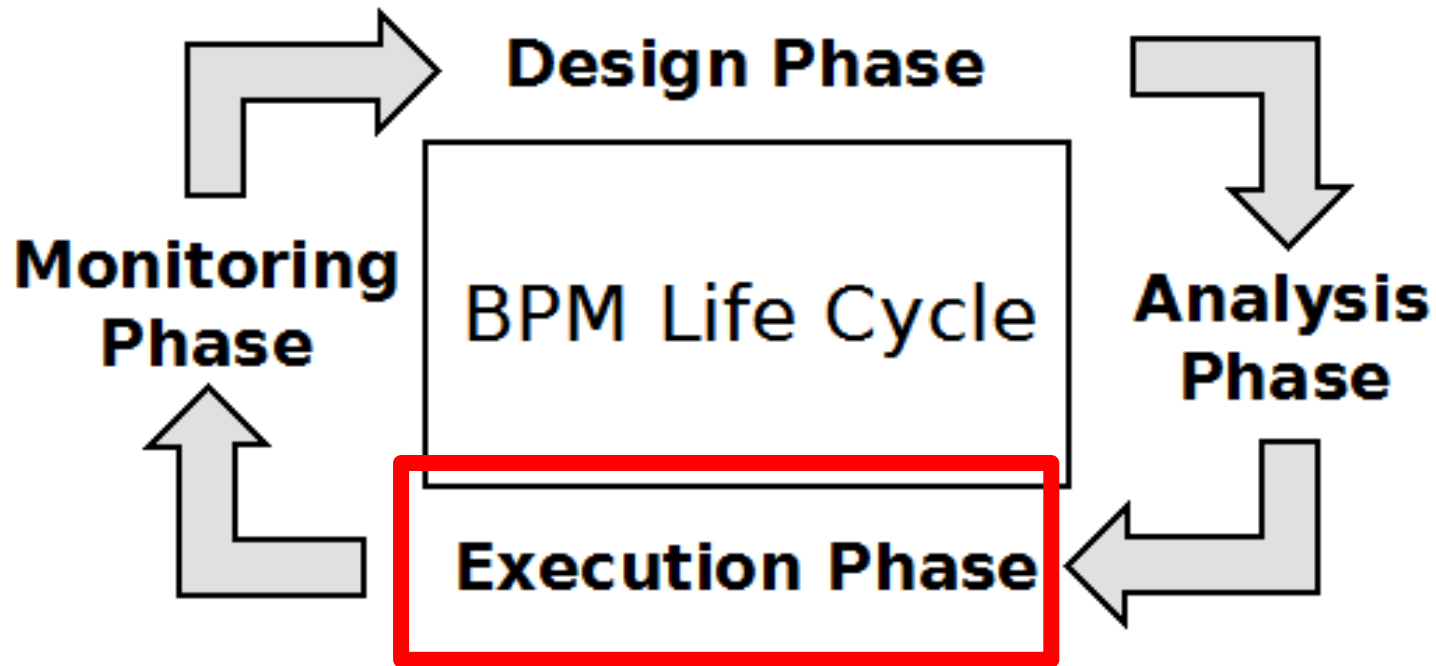 Design Phase
Monitoring
Phase
BPM Life Cycle
Analysis
Phase
Execution Phase